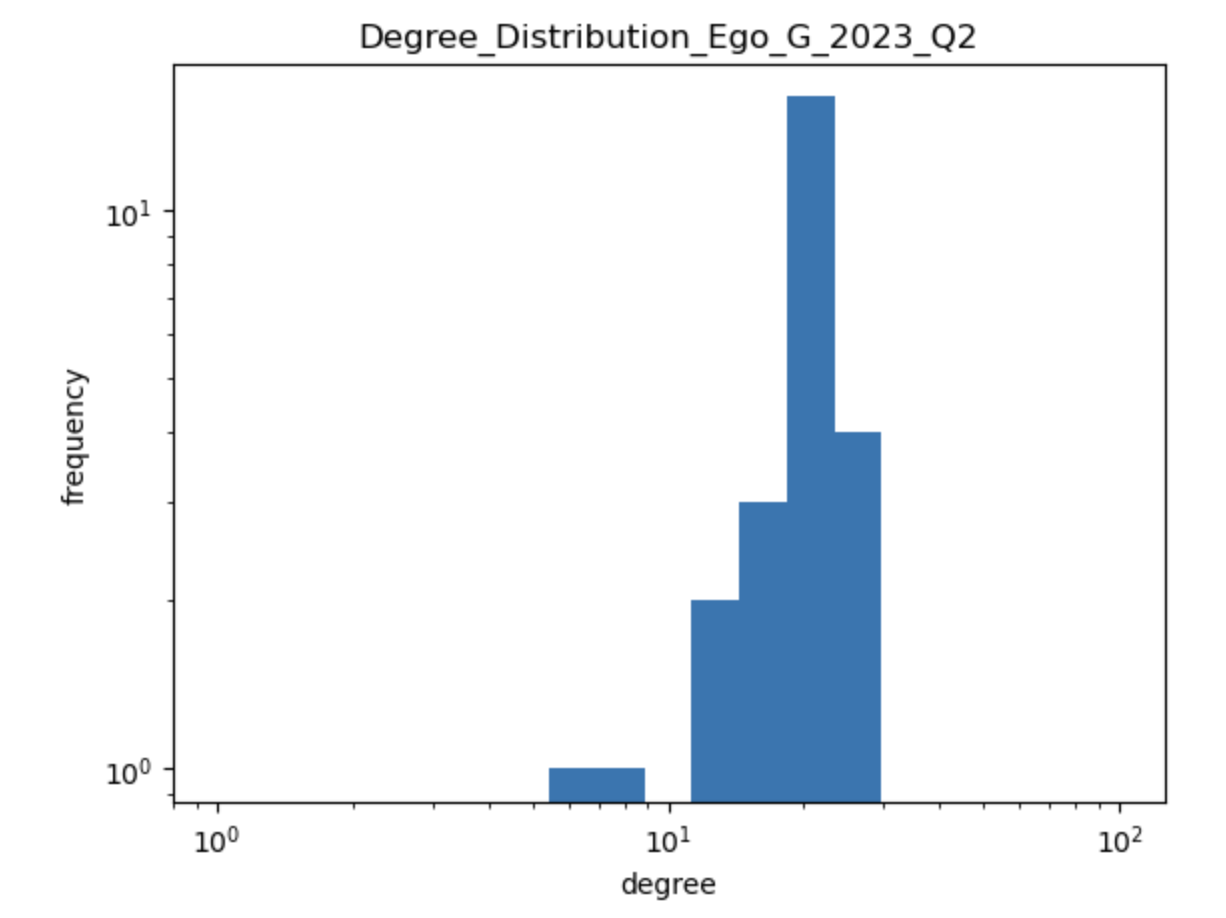 Degree_Distribution_Ego_G_2023_Q2
10¹
frequency
10⁰
10⁰ 10¹ 10²
degree